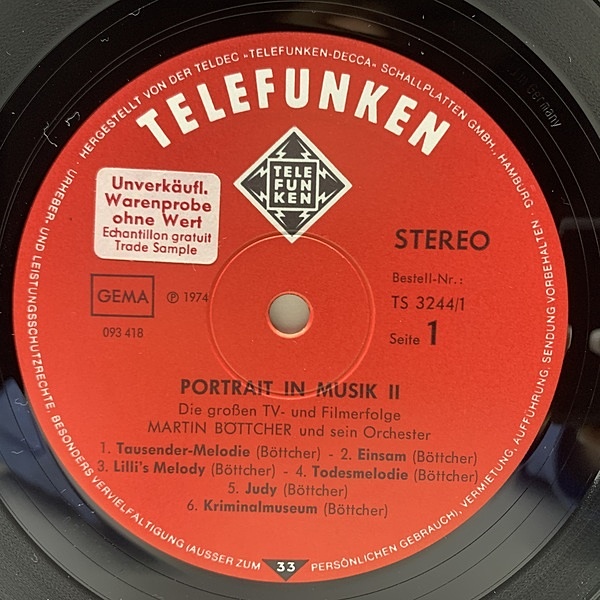 HERGESTELLT VON DER TELDEC »TELEFUNKEN-DECCA« SCHALLPLATTEN GMBH., HAMBURG · URHEBER- UND LEISTUNGSSCHUTZRECHTE, BESONDERS VERVIELFÄLTIGUNG (AUSSER ZUM PERSÖNLICHEN GEBRAUCH), VERMIETUNG, AUFFÜHRUNG, SENDUNG VORBEHALTEN.
TELEFUNKEN
TELE
FUN
KEN
Unverkäufl.
Warenprobe
ohne Wert
Echantillon gratuit
Trade Sample
STEREO
GEMA
℗ 1974
093 418
Bestell-Nr.:
TS 3244/1
Seite 1
PORTRAIT IN MUSIK II
Die großen TV- und Filmerfolge
MARTIN BÖTTCHER und sein Orchester
1. Tausender-Melodie (Böttcher) - 2. Einsam (Böttcher)
3. Lilli's Melody (Böttcher) - 4. Todesmelodie (Böttcher)
5. Judy (Böttcher)
6. Kriminalmuseum (Böttcher)
33